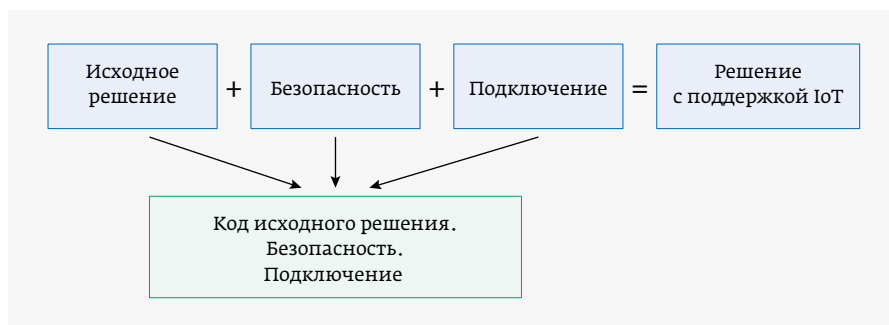 Исходное
решение
+
Безопасность
+
Подключение
=
Решение
с поддержкой IoT
Код исходного решения.
Безопасность.
Подключение